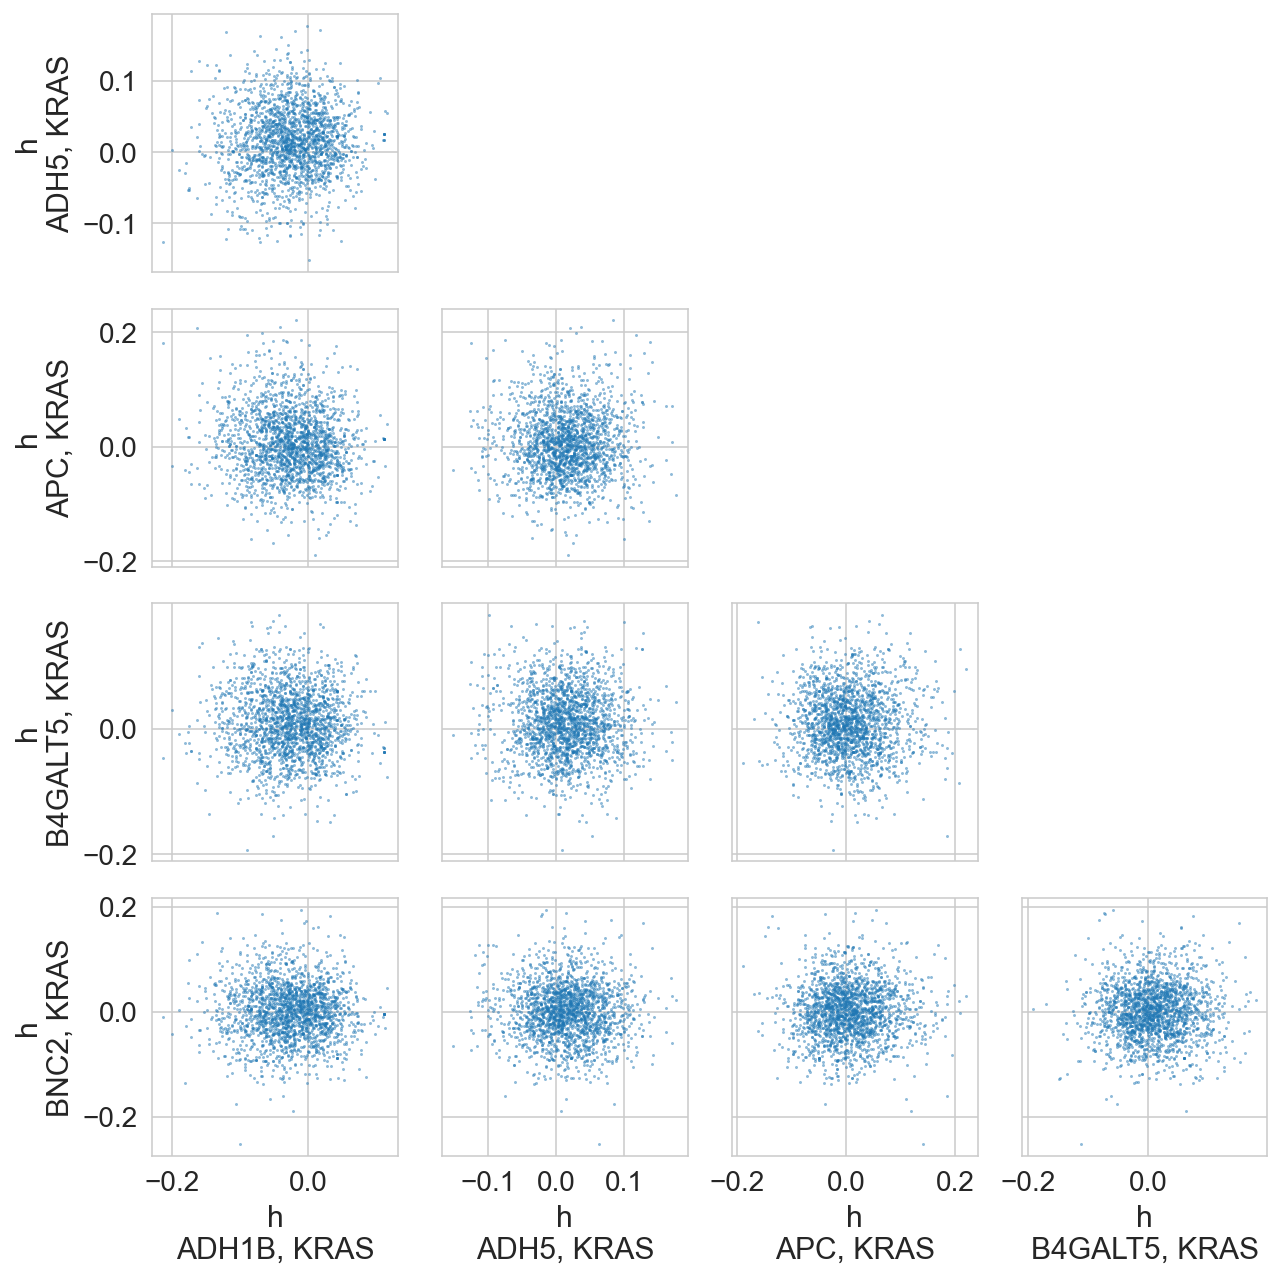 0.1
0.0
−0.1
h
ADH5, KRAS
0.2
0.0
−0.2
h
APC, KRAS
0.0
−0.2
h
B4GALT5, KRAS
0.2
0.0
−0.2
h
BNC2, KRAS
−0.2 0.0
h
ADH1B, KRAS
−0.1 0.0 0.1
h
ADH5, KRAS
−0.2 0.0 0.2
h
APC, KRAS
−0.2 0.0
h
B4GALT5, KRAS